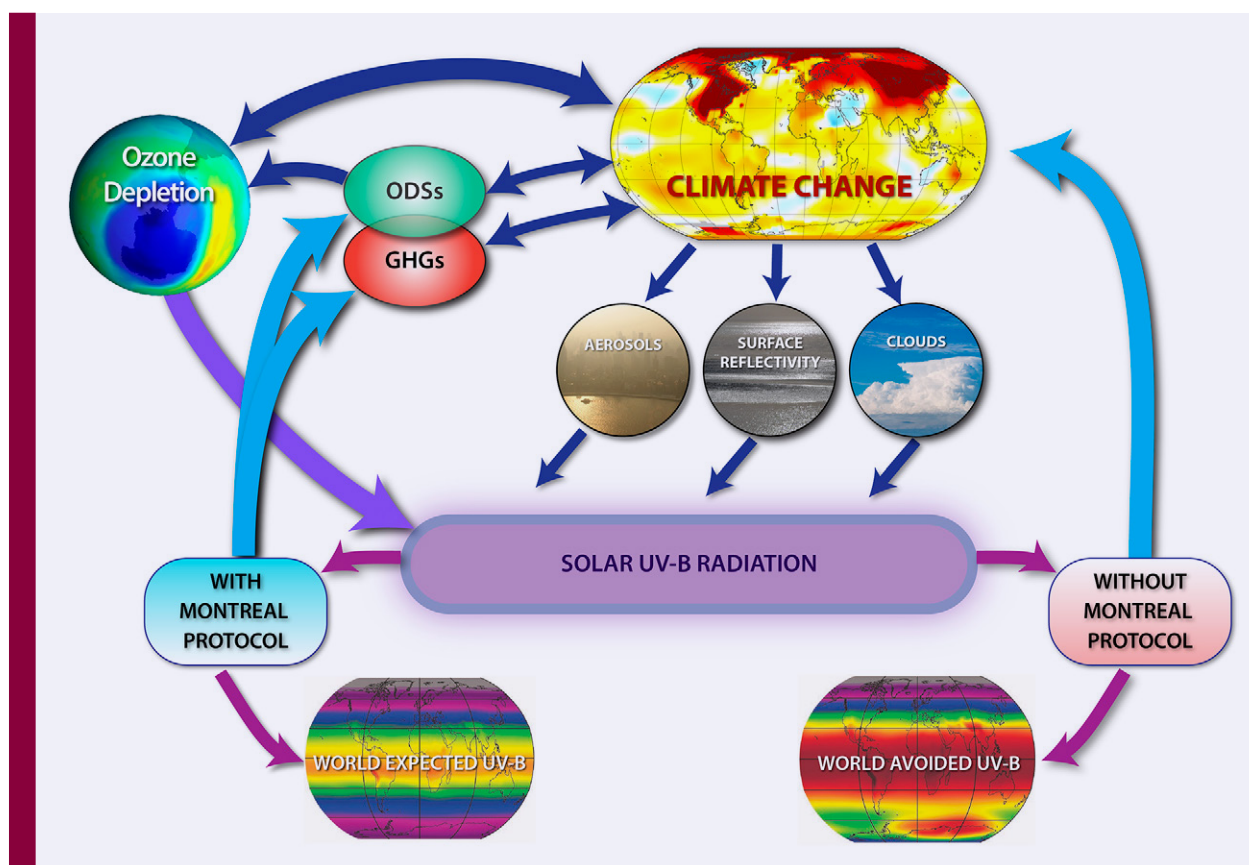 Ozone
Depletion
ODSs
GHGs
CLIMATE CHANGE
AEROSOLS
SURFACE
REFLECTIVITY
CLOUDS
SOLAR UV-B RADIATION
WITH
MONTREAL
PROTOCOL
WITHOUT
MONTREAL
PROTOCOL
WORLD EXPECTED UV-B
WORLD AVOIDED UV-B